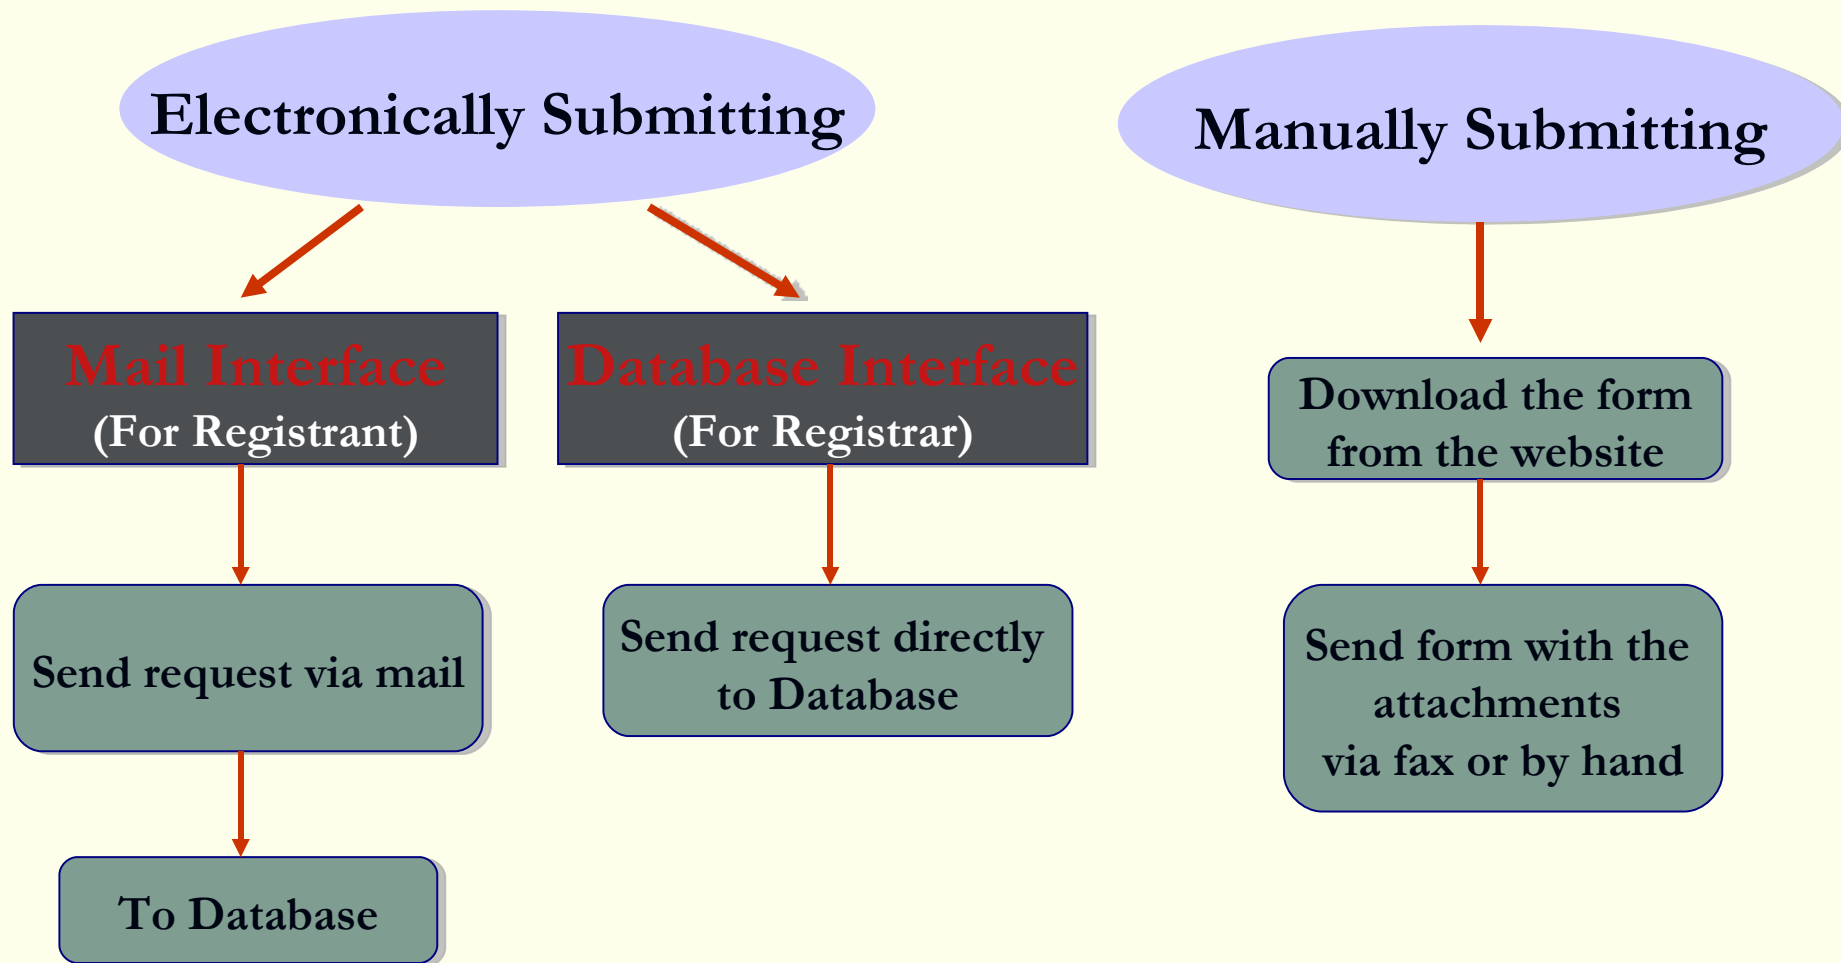 Electronically Submitting
Manually Submitting
Mail Interface
(For Registrant)
Database Interface
(For Registrar)
Download the form
from the website
Send request via mail
Send request directly
to Database
Send form with the
attachments
via fax or by hand
To Database